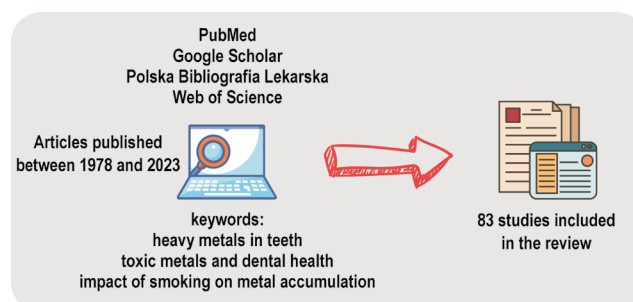 PubMed
Google Scholar
Polska Bibliografia Lekarska
Web of Science
Articles published
between 1978 and 2023
keywords:
heavy metals in teeth
toxic metals and dental health
impact of smoking on metal accumulation
83 studies included
in the review